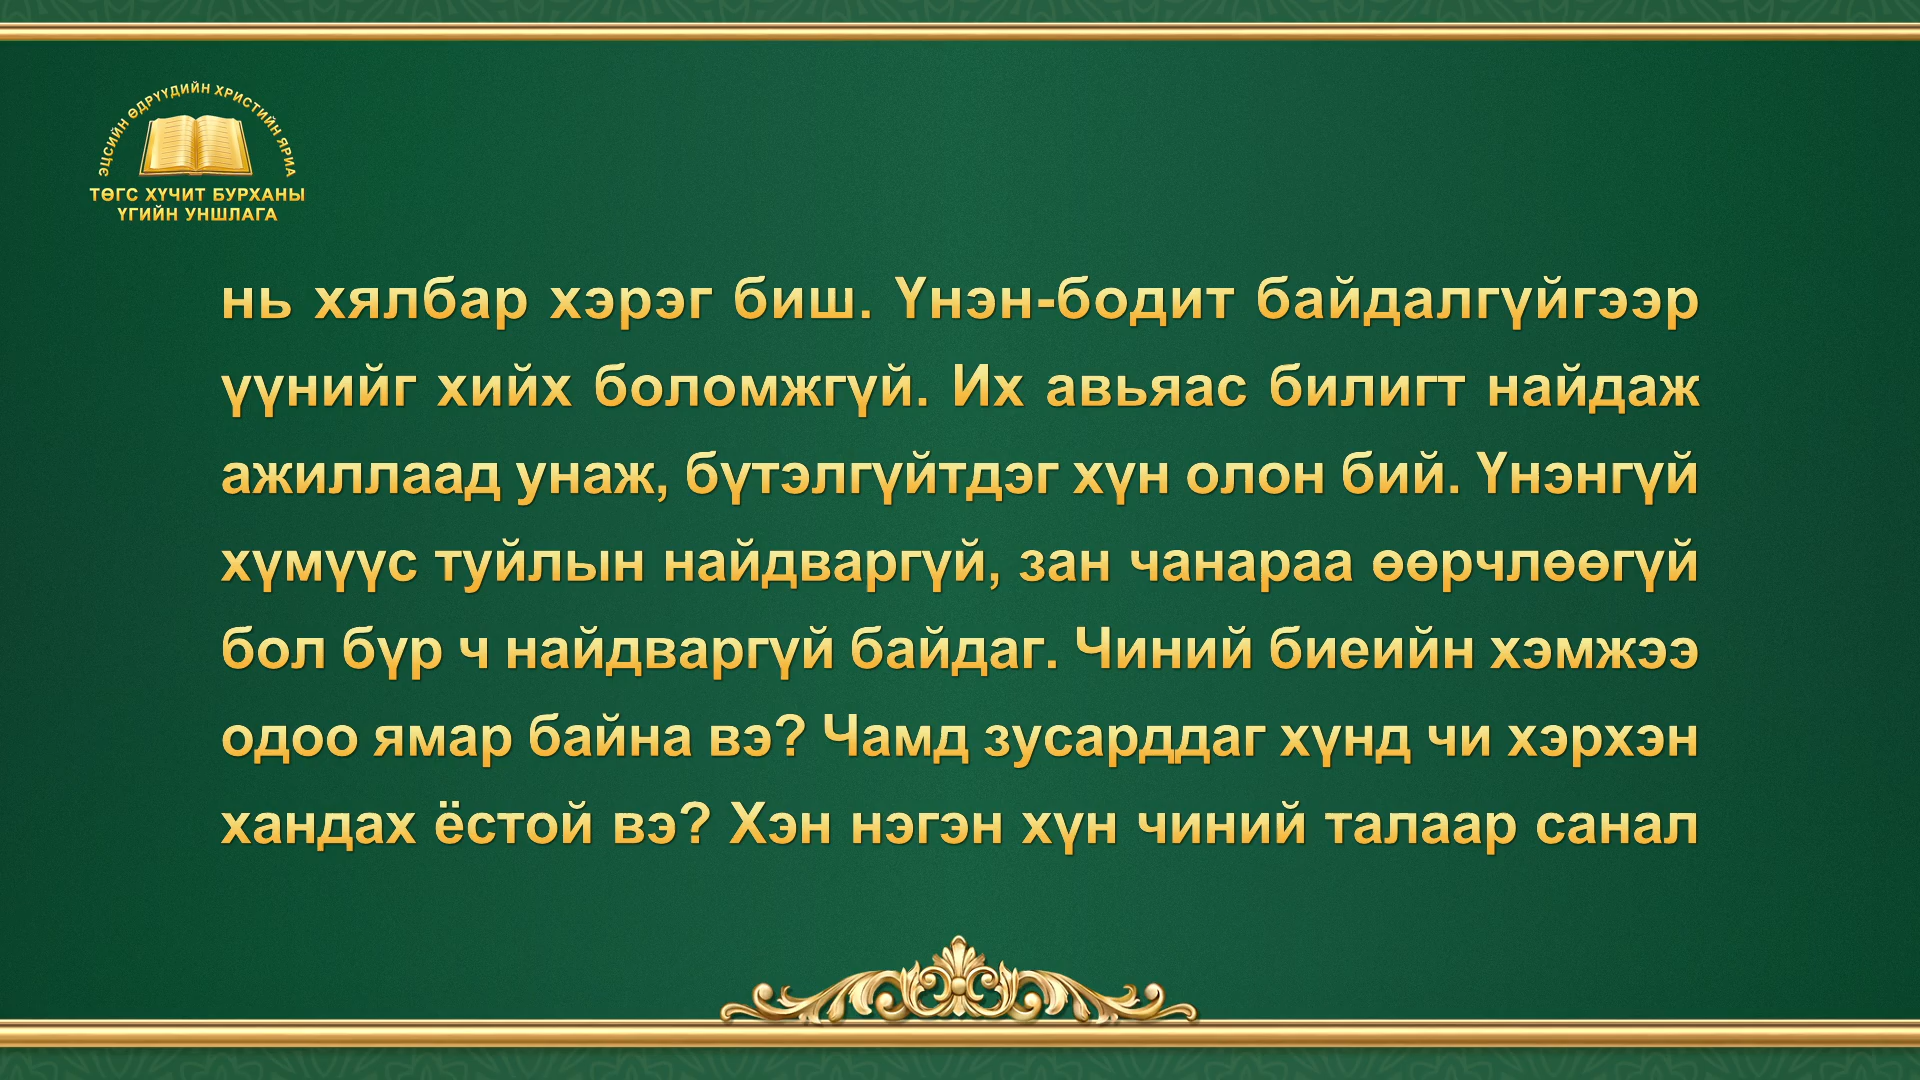 ЭЦСИЙН ӨДРҮҮДИЙН ХРИСТИЙН ЯРИА
ТӨГС ХҮЧИТ БУРХАНЫ
ҮГИЙН УНШЛАГА
нь хялбар хэрэг биш. Үнэн-бодит байдалгүйгээр
үүнийг хийх боломжгүй. Их авьяас билигт найдаж
ажиллаад унаж, бүтэлгүйтдэг хүн олон бий. Үнэнгүй
хүмүүс туйлын найдваргүй, зан чанараа өөрчлөөгүй
бол бүр ч найдваргүй байдаг. Чиний биеийн хэмжээ
одоо ямар байна вэ? Чамд зусарддаг хүнд чи хэрхэн
хандах ёстой вэ? Хэн нэгэн хүн чиний талаар санал